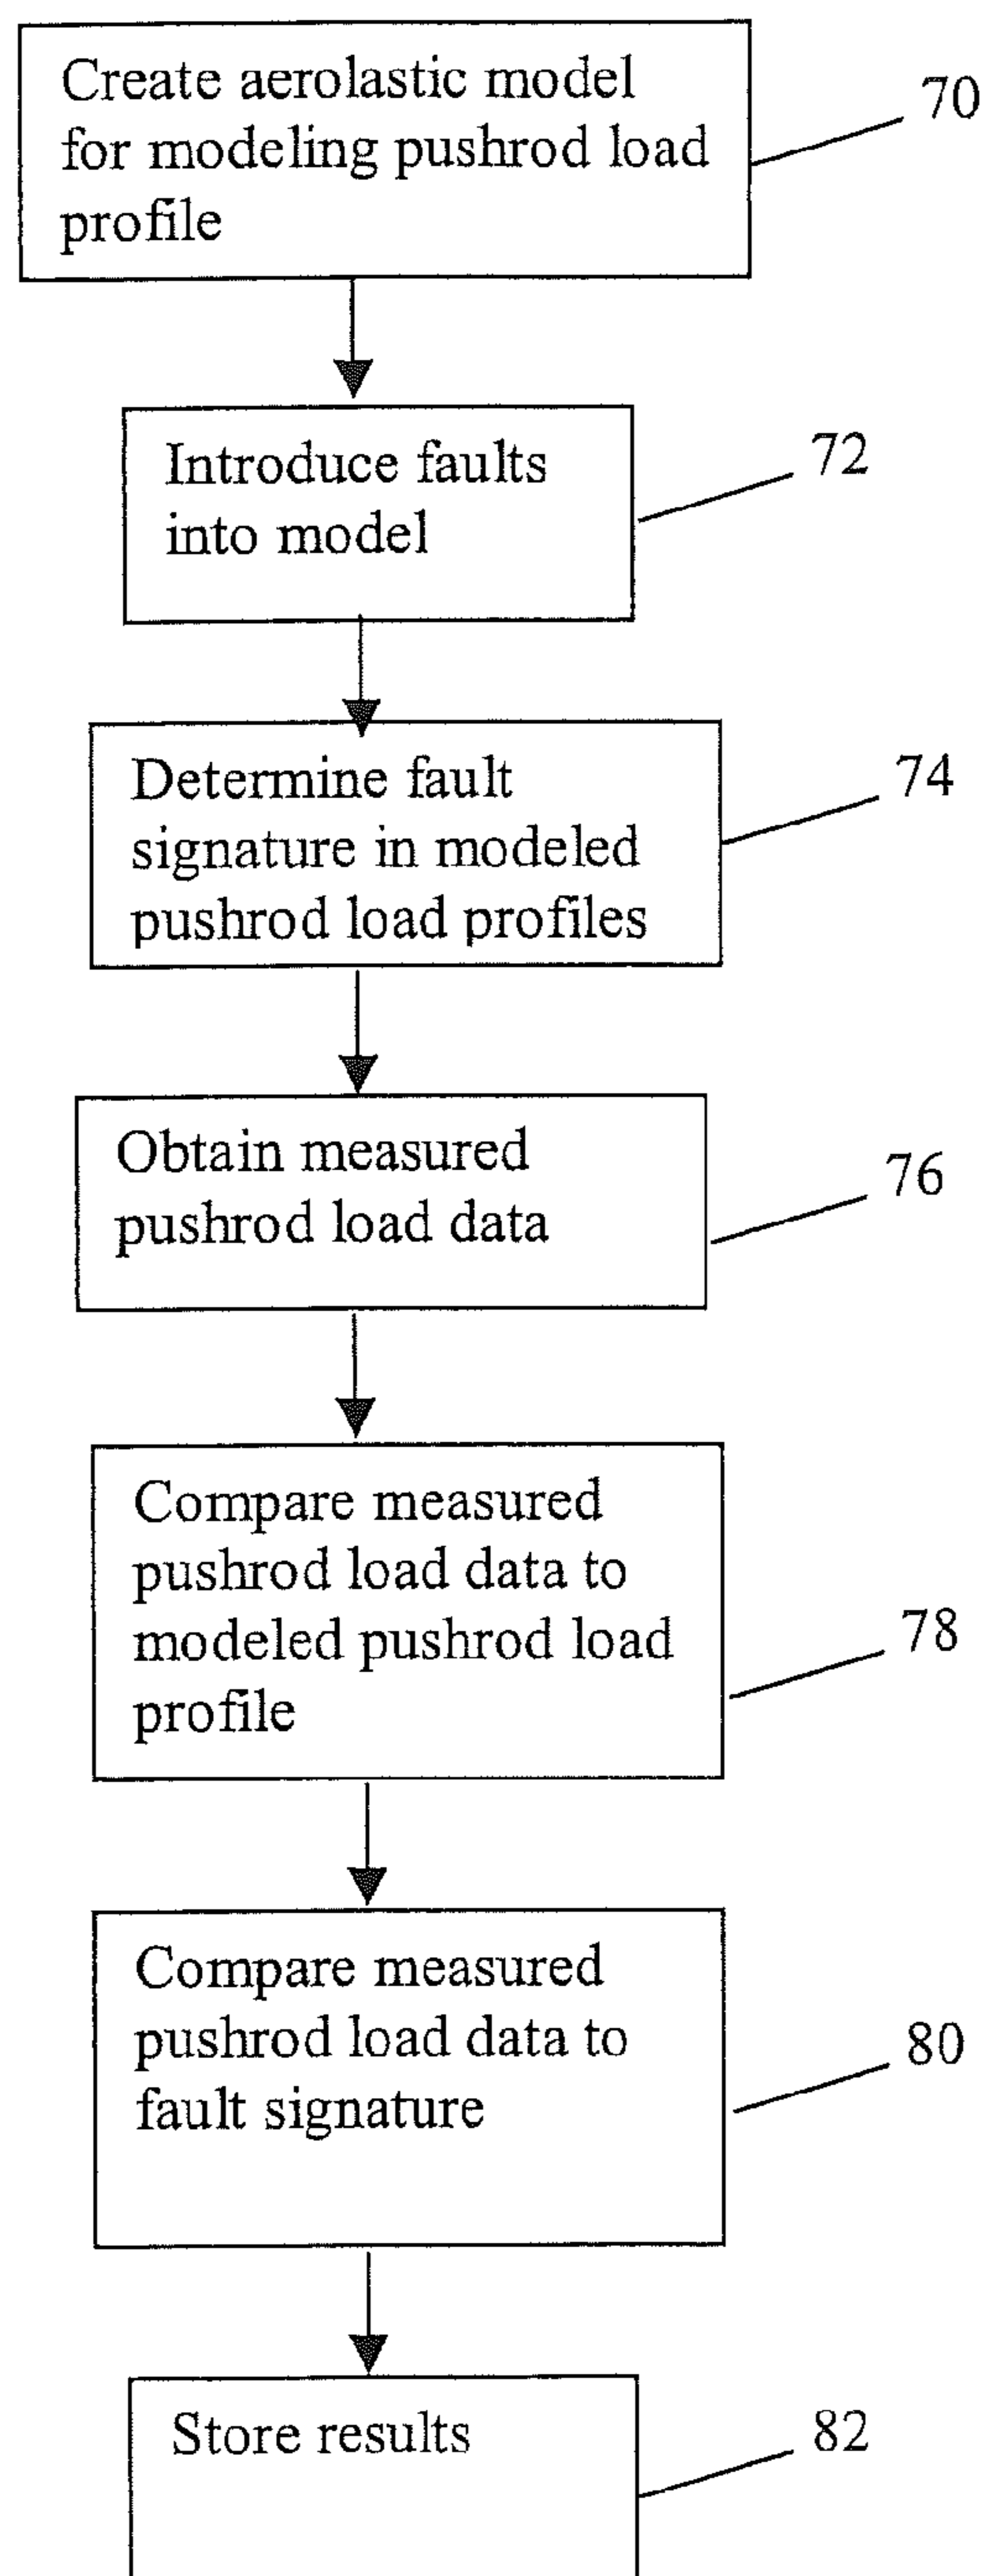 Create aerolastic model
for modeling pushrod load
profile
70
Introduce faults
into model
72
Determine fault
signature in modeled
pushrod load profiles
74
Obtain measured
pushrod load data
76
Compare measured
pushrod load data to
modeled pushrod load
profile
78
Compare measured
pushrod load data to
fault signature
80
Store results
82